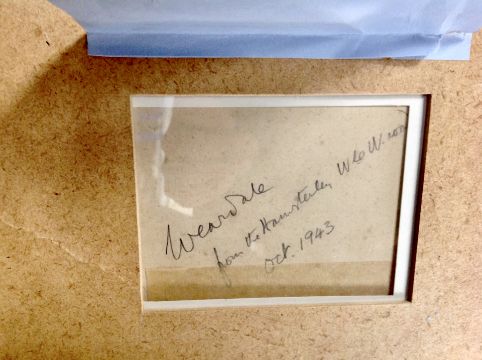 Weardale
from the Hamsterley
Oct. 1943